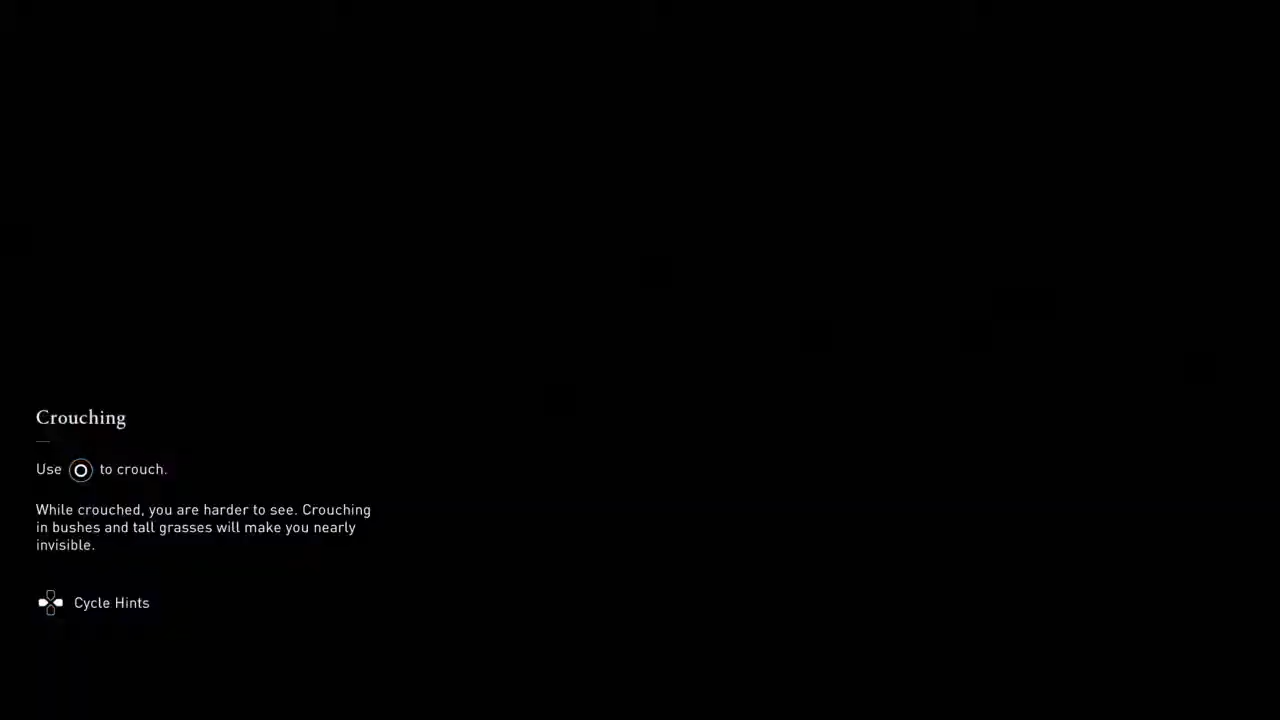 Crouching
Use to crouch.
While crouched, you are harder to see. Crouching
in bushes and tall grasses will make you nearly
invisible.
Cycle Hints